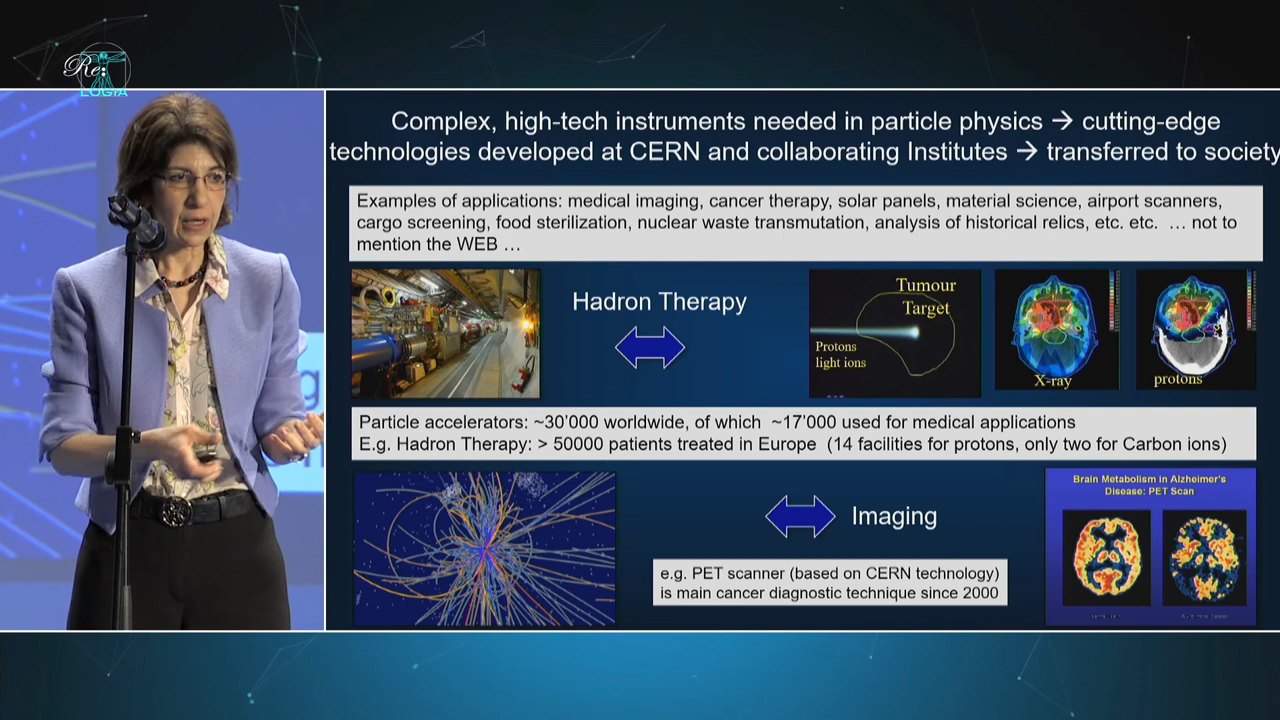 Re:
LOGIA
Complex, high-tech instruments needed in particle physics → cutting-edge
technologies developed at CERN and collaborating Institutes → transferred to society
Examples of applications: medical imaging, cancer therapy, solar panels, material science, airport scanners,
cargo screening, food sterilization, nuclear waste transmutation, analysis of historical relics, etc. etc. … not to
mention the WEB …
Hadron Therapy
Tumour
Target
Protons
light ions
X-ray
protons
Particle accelerators: ~30'000 worldwide, of which ~17'000 used for medical applications
E.g. Hadron Therapy: > 50000 patients treated in Europe (14 facilities for protons, only two for Carbon ions)
Imaging
e.g. PET scanner (based on CERN technology)
is main cancer diagnostic technique since 2000
Brain Metabolism in Alzheimer's
Disease: PET Scan